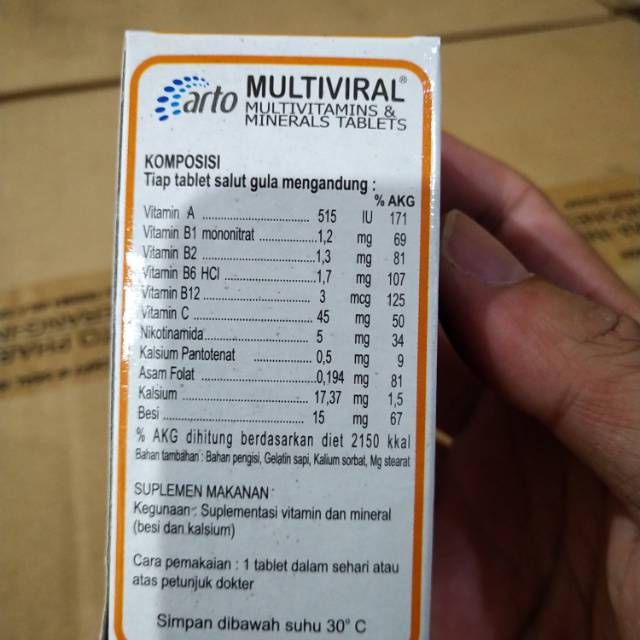 arto MULTIVIRAL®
MULTIVITAMINS &
MINERALS TABLETS
KOMPOSISI
Tiap tablet salut gula mengandung :
% AKG
Vitamin A .......... 515 IU 171
Vitamin B1 mononitrat .......... 1,2 mg 69
Vitamin B2 .......... 1,3 mg 81
Vitamin B6 HCl .......... 1,7 mg 107
Vitamin B12 .......... 3 mcg 125
Vitamin C .......... 45 mg 50
Nikotinamida .......... 5 mg 34
Kalsium Pantotenat .......... 0,5 mg 9
Asam Folat .......... 0,194 mg 81
Kalsium .......... 17,37 mg 1,5
Besi .......... 15 mg 67
% AKG dihitung berdasarkan diet 2150 kkal
Bahan tambahan : Bahan pengisi, Gelatin sapi, Kalium sorbat, Mg stearat
SUPLEMEN MAKANAN
Kegunaan : Suplementasi vitamin dan mineral
(besi dan kalsium)
Cara pemakaian : 1 tablet dalam sehari atau
atas petunjuk dokter
Simpan dibawah suhu 30° C